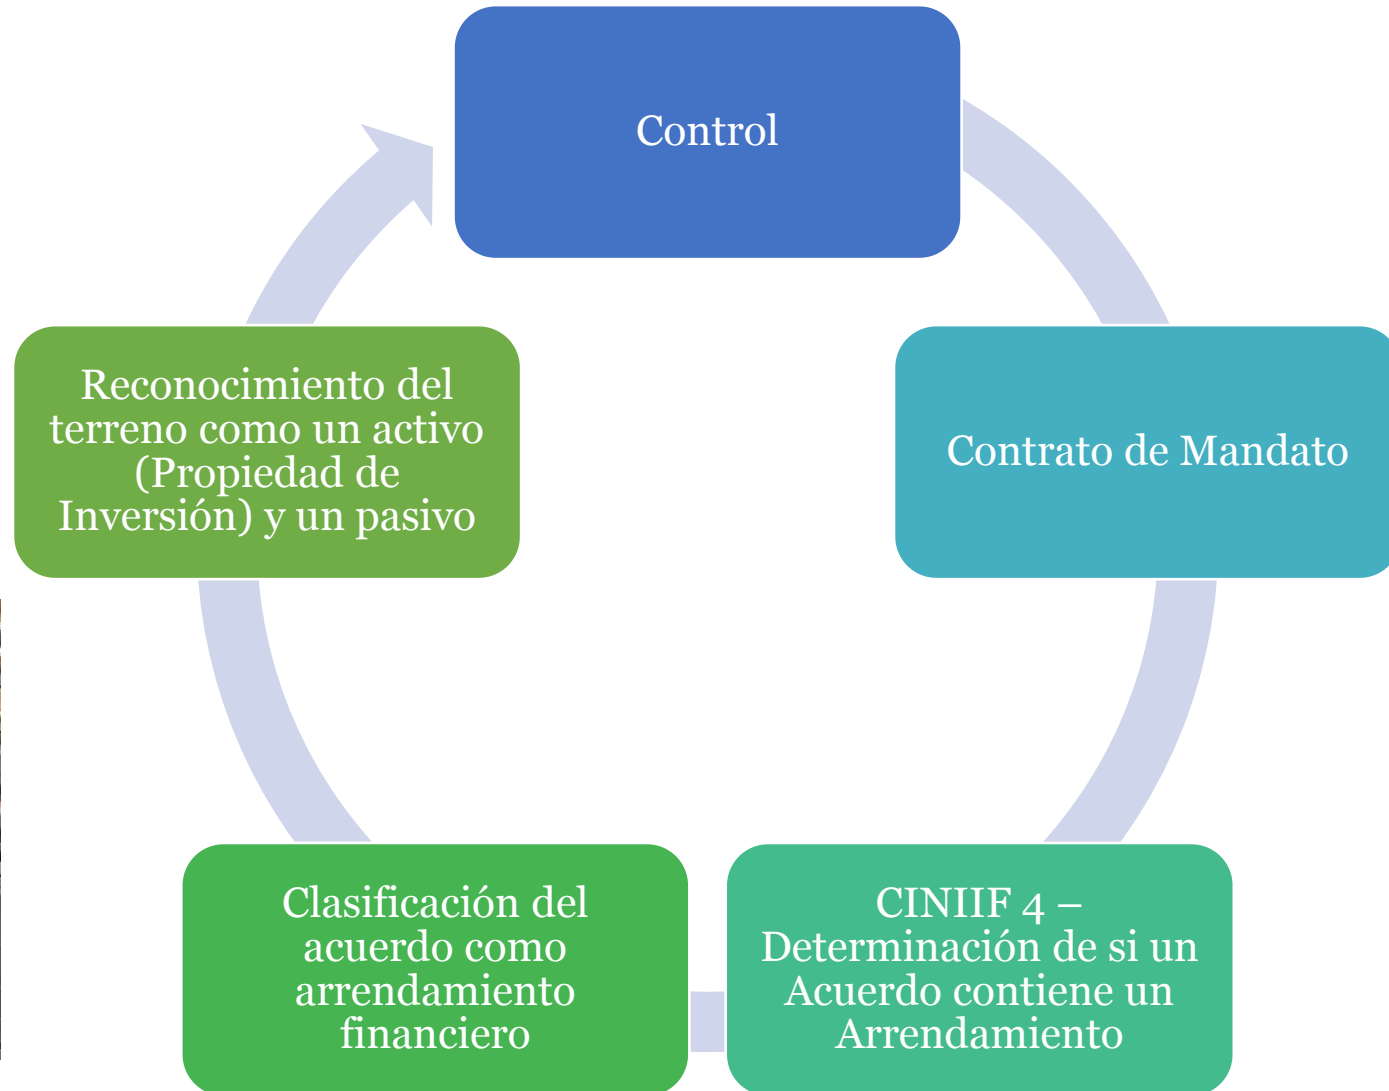 Control
Contrato de Mandato
CINIIF 4 –
Determinación de si un
Acuerdo contiene un
Arrendamiento
Clasificación del
acuerdo como
arrendamiento
financiero
Reconocimiento del
terreno como un activo
(Propiedad de
Inversión) y un pasivo